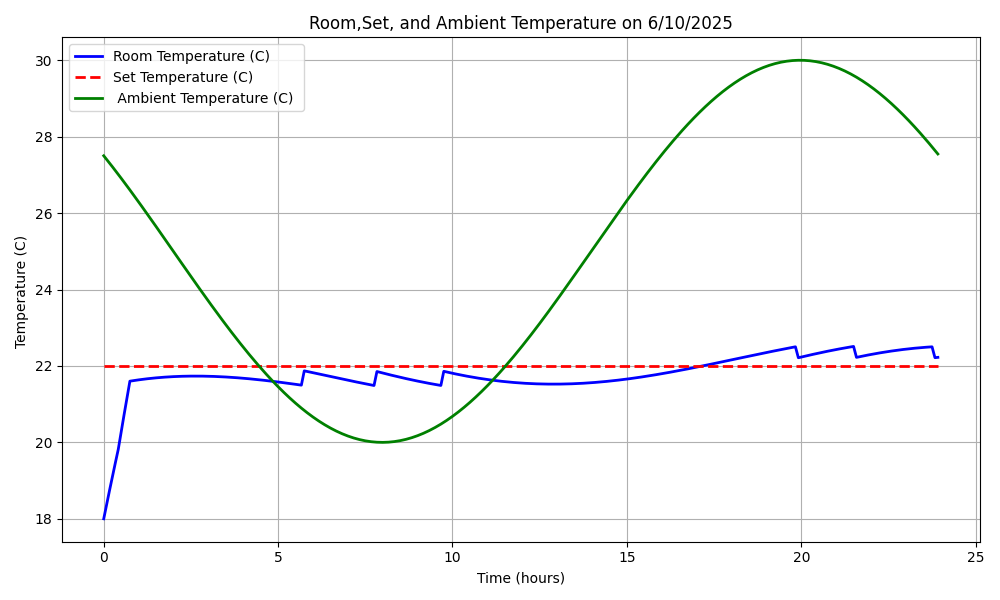 Room,Set, and Ambient Temperature on 6/10/2025
Room Temperature (C)
Set Temperature (C)
Ambient Temperature (C)
30
28
26
24
22
20
18
Temperature (C)
0
5
10
15
20
25
Time (hours)